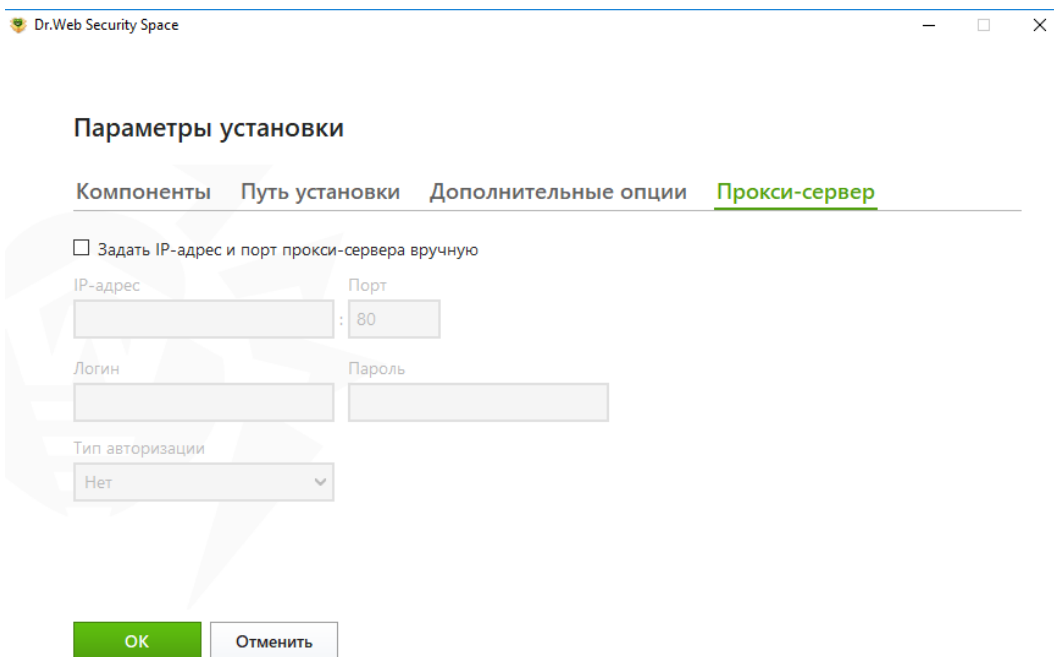 Dr.Web Security Space
Параметры установки
Компоненты Путь установки Дополнительные опции Прокси-сервер
Задать IP-адрес и порт прокси-сервера вручную
IP-адрес Порт
: 80
Логин Пароль
Тип авторизации
Нет
ОК Отменить